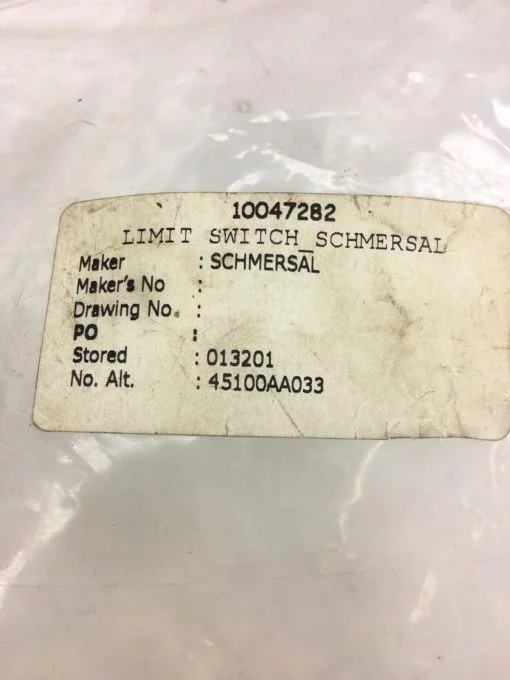 10047282
LIMIT SWITCH_SCHMERSAL
Maker : SCHMERSAL
Maker's No :
Drawing No. :
PO :
Stored : 013201
No. Alt. : 45100AA033